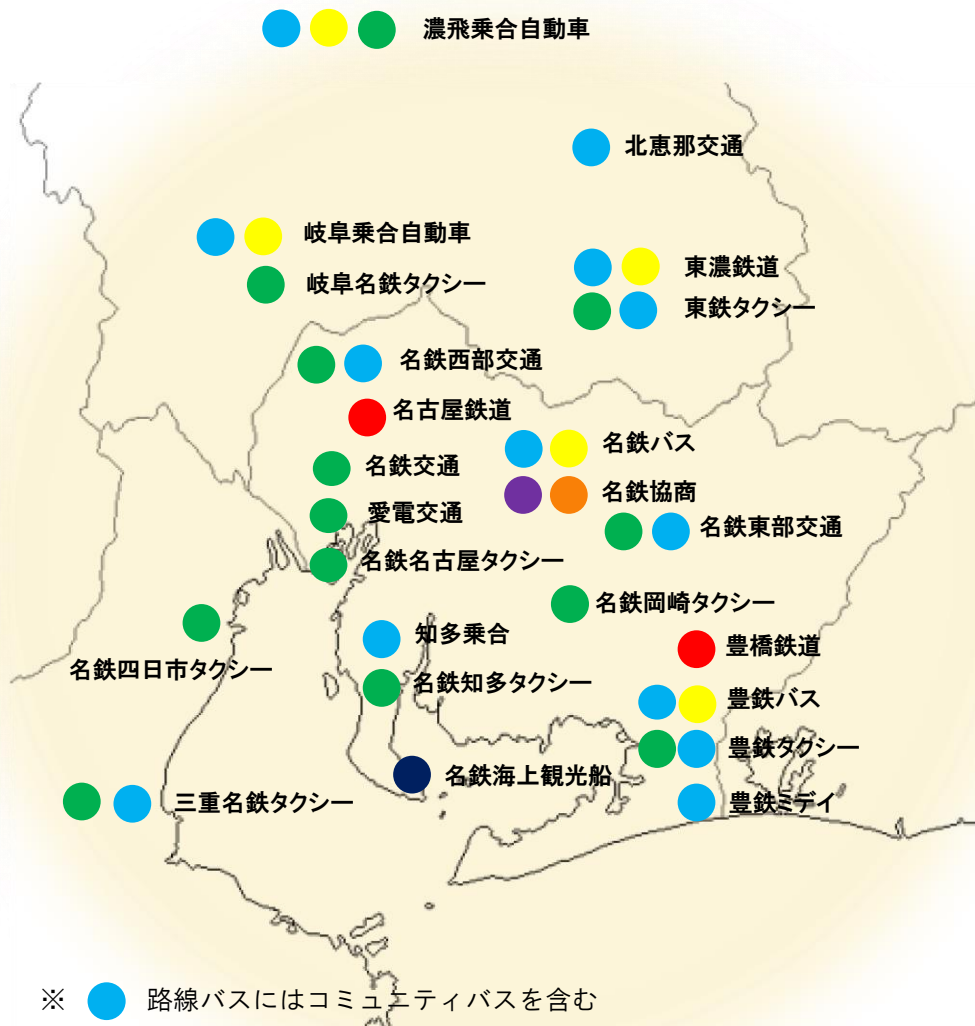 濃飛乗合自動車
北恵那交通
岐阜乗合自動車
東濃鉄道
岐阜名鉄タクシー
東鉄タクシー
名鉄西部交通
名古屋鉄道
名鉄バス
名鉄交通
名鉄協商
愛電交通
名鉄東部交通
名鉄名古屋タクシー
名鉄岡崎タクシー
知多乗合
豊橋鉄道
名鉄四日市タクシー
名鉄知多タクシー
豊鉄バス
豊鉄タクシー
名鉄海上観光船
三重名鉄タクシー
豊鉄ミデイ
※ 路線バスにはコミュニティバスを含む